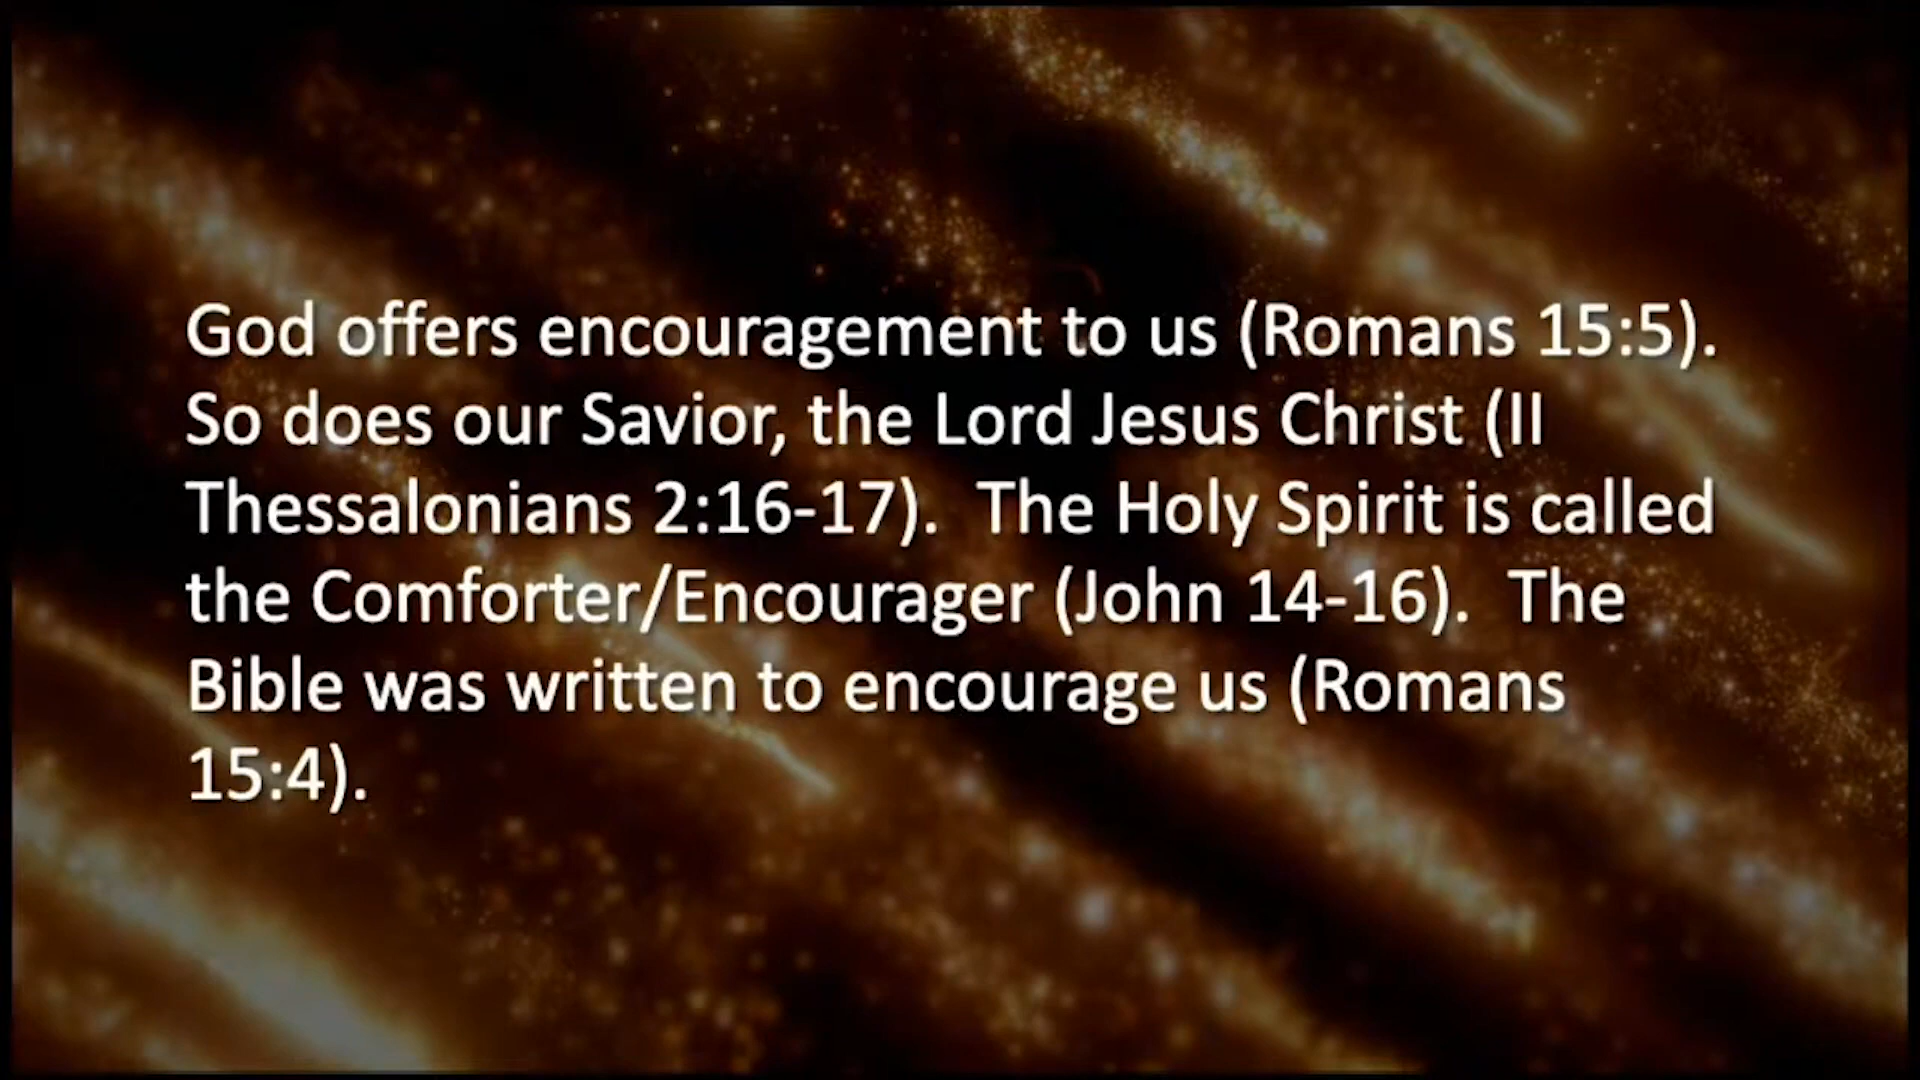 God offers encouragement to us (Romans 15:5).
So does our Savior, the Lord Jesus Christ (II
Thessalonians 2:16-17).  The Holy Spirit is called
the Comforter/Encourager (John 14-16).  The
Bible was written to encourage us (Romans
15:4).